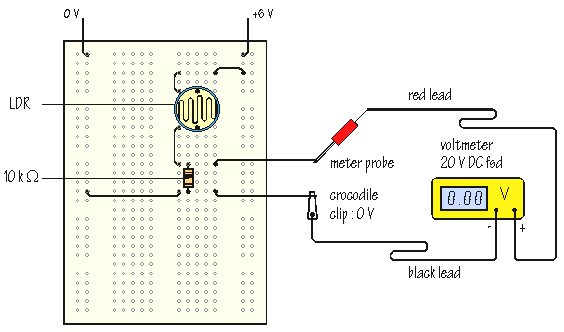 0 V
+6 V
LDR
10 k Ω
red lead
meter probe
voltmeter
20 V DC fsd
crocodile
clip : 0 V
0.00
V
-
+
black lead